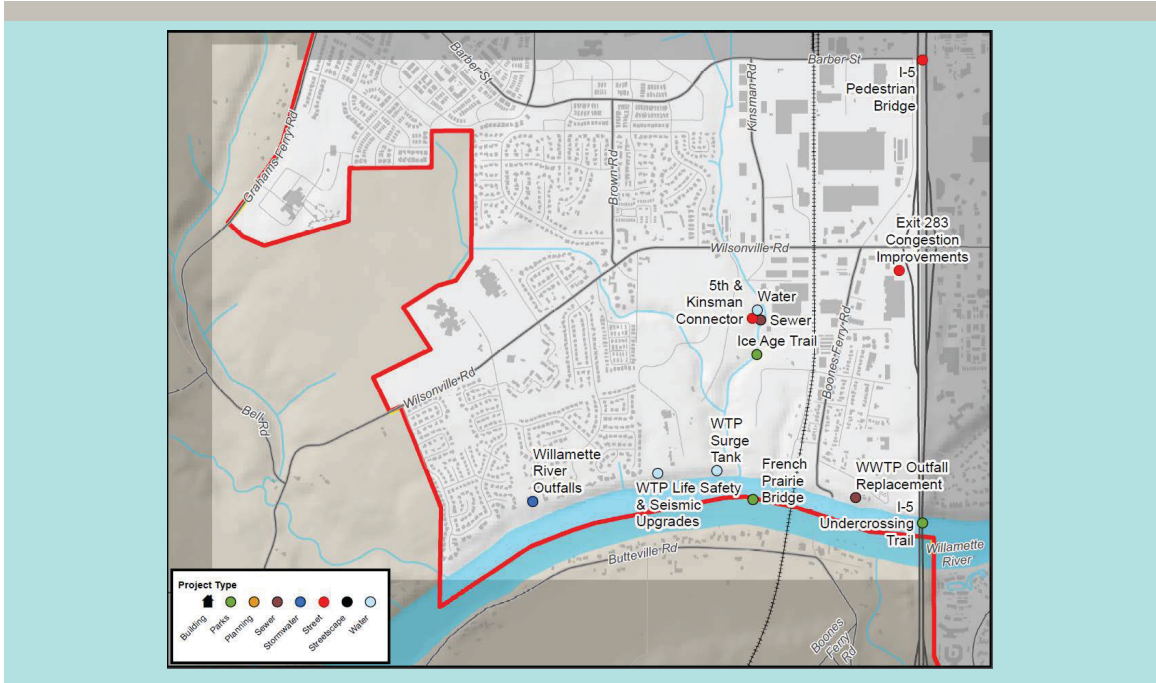 Barber St
Barber St
I-5
Pedestrian
Bridge
Kinsman Rd
Grahams Ferry Rd
Brown Rd
Exit 283
Congestion
Improvements
Wilsonville Rd
5th &
Kinsman
Connector
Water
Sewer
Ice Age Trail
Boones Ferry Rd
Wilsonville Rd
Bell Rd
WTP
Surge
Tank
Willamette
River
Outfalls
WTP Life Safety
& Seismic
Upgrades
French
Prairie
Bridge
WWTP Outfall
Replacement
I-5
Undercrossing
Trail
Willamette
River
Butteville Rd
Boones
Ferry
Rd
Project Type
Building
Parks
Planning
Sewer
Stormwater
Street
Streetscape
Water